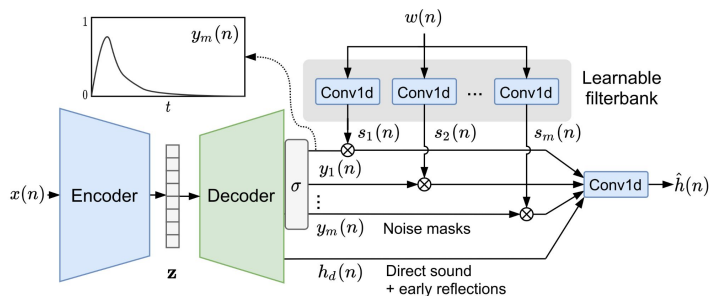 1
y_m(n)
0
t
w(n)
Conv1d Conv1d ... Conv1d
Learnable
filterbank
s_1(n) s_2(n) s_m(n)
x(n)
Encoder
z
Decoder
σ
y_1(n)
⋮
y_m(n)
Noise masks
h_d(n)
Direct sound
+ early reflections
Conv1d
ĥ(n)